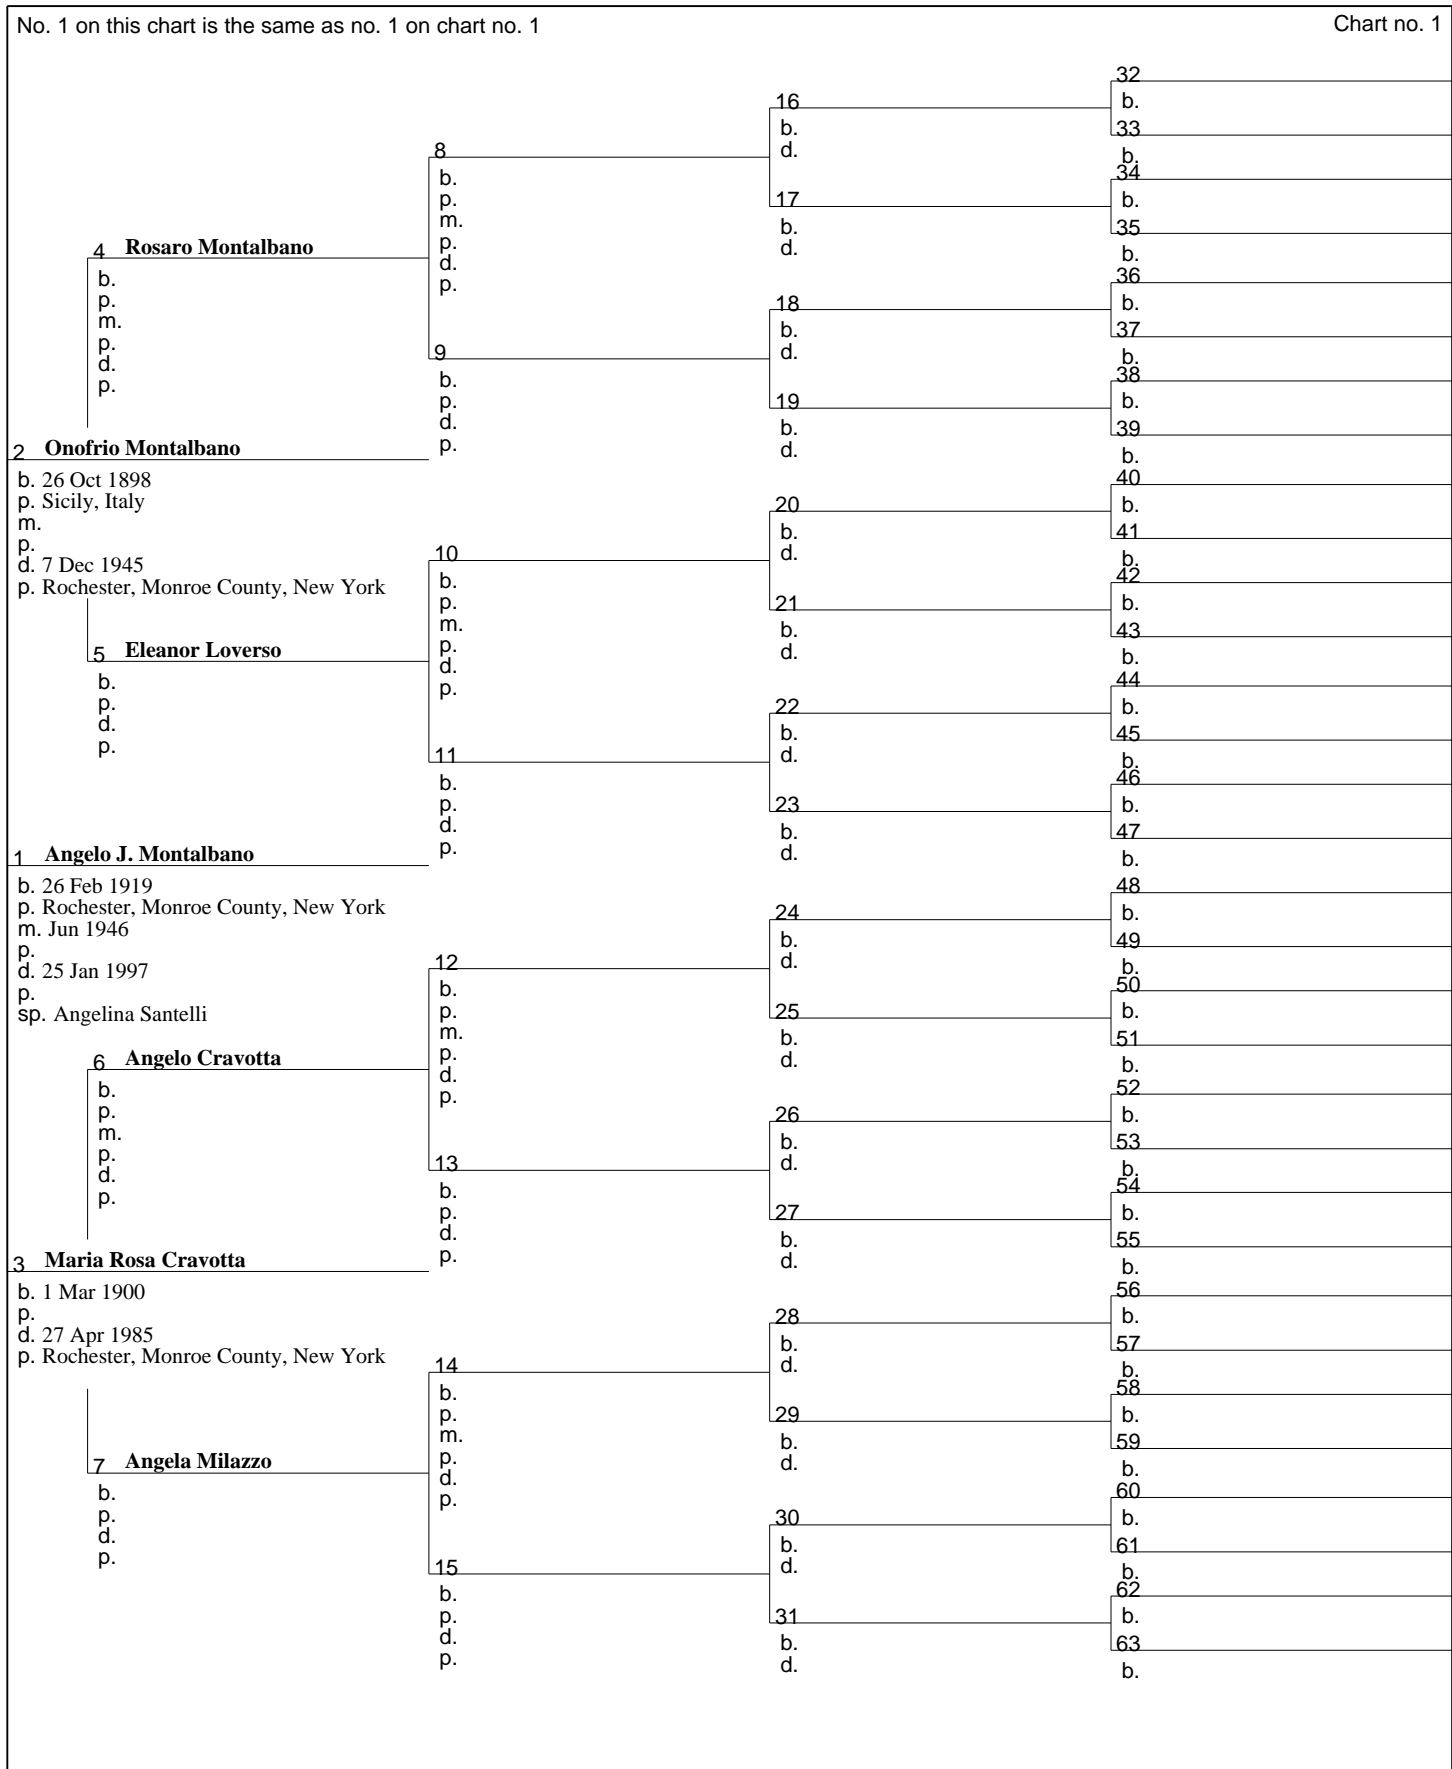 No. 1 on this chart is the same as no. 1 on chart no. 1
Chart no. 1
4 Rosaro Montalbano
b.
p.
m.
p.
d.
p.
2 Onofrio Montalbano
b. 26 Oct 1898
p. Sicily, Italy
m.
p.
d. 7 Dec 1945
p. Rochester, Monroe County, New York
5 Eleanor Loverso
b.
p.
d.
p.
1 Angelo J. Montalbano
b. 26 Feb 1919
p. Rochester, Monroe County, New York
m. Jun 1946
p.
d. 25 Jan 1997
p.
sp. Angelina Santelli
6 Angelo Cravotta
b.
p.
m.
p.
d.
p.
3 Maria Rosa Cravotta
b. 1 Mar 1900
p.
d. 27 Apr 1985
p. Rochester, Monroe County, New York
7 Angela Milazzo
b.
p.
d.
p.
8
b.
p.
m.
p.
d.
p.
9
b.
p.
d.
p.
10
b.
p.
m.
p.
d.
p.
11
b.
p.
d.
p.
12
b.
p.
m.
p.
d.
p.
13
b.
p.
d.
p.
14
b.
p.
m.
p.
d.
p.
15
b.
p.
d.
p.
16
b.
d.
17
b.
d.
18
b.
d.
19
b.
d.
20
b.
d.
21
b.
d.
22
b.
d.
23
b.
d.
24
b.
d.
25
b.
d.
26
b.
d.
27
b.
d.
28
b.
d.
29
b.
d.
30
b.
d.
31
b.
d.
32
b.
33
b.
34
b.
35
b.
36
b.
37
b.
38
b.
39
b.
40
b.
41
b.
42
b.
43
b.
44
b.
45
b.
46
b.
47
b.
48
b.
49
b.
50
b.
51
b.
52
b.
53
b.
54
b.
55
b.
56
b.
57
b.
58
b.
59
b.
60
b.
61
b.
62
b.
63
b.